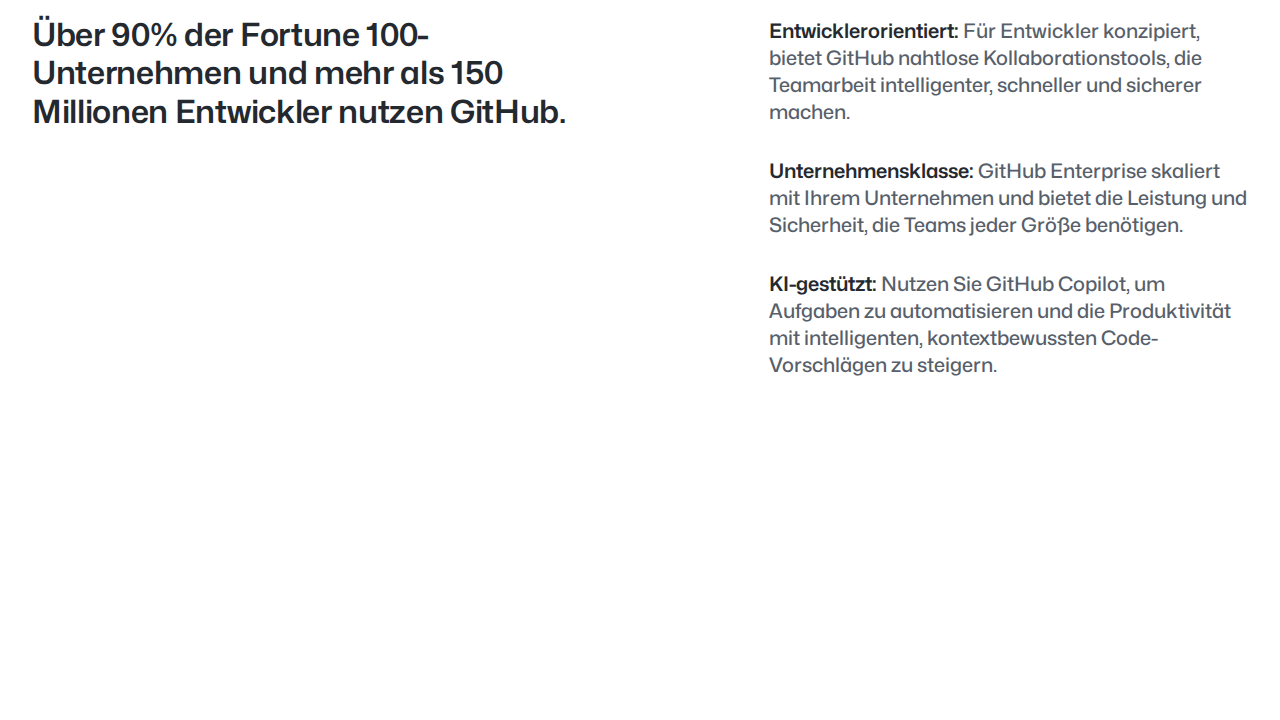 Über 90% der Fortune 100-
Unternehmen und mehr als 150
Millionen Entwickler nutzen GitHub.
Entwicklerorientiert: Für Entwickler konzipiert,
bietet GitHub nahtlose Kollaborationstools, die
Teamarbeit intelligenter, schneller und sicherer
machen.
Unternehmensklasse: GitHub Enterprise skaliert
mit Ihrem Unternehmen und bietet die Leistung und
Sicherheit, die Teams jeder Größe benötigen.
KI-gestützt: Nutzen Sie GitHub Copilot, um
Aufgaben zu automatisieren und die Produktivität
mit intelligenten, kontextbewussten Code-
Vorschlägen zu steigern.